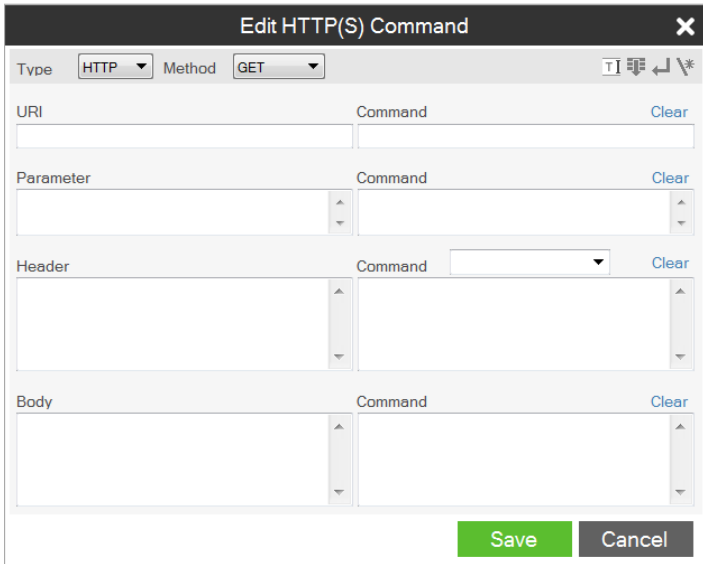 Edit HTTP(S) Command
Type HTTP Method GET
URI Command Clear
Parameter Command Clear
Header Command Clear
Body Command Clear
Save Cancel